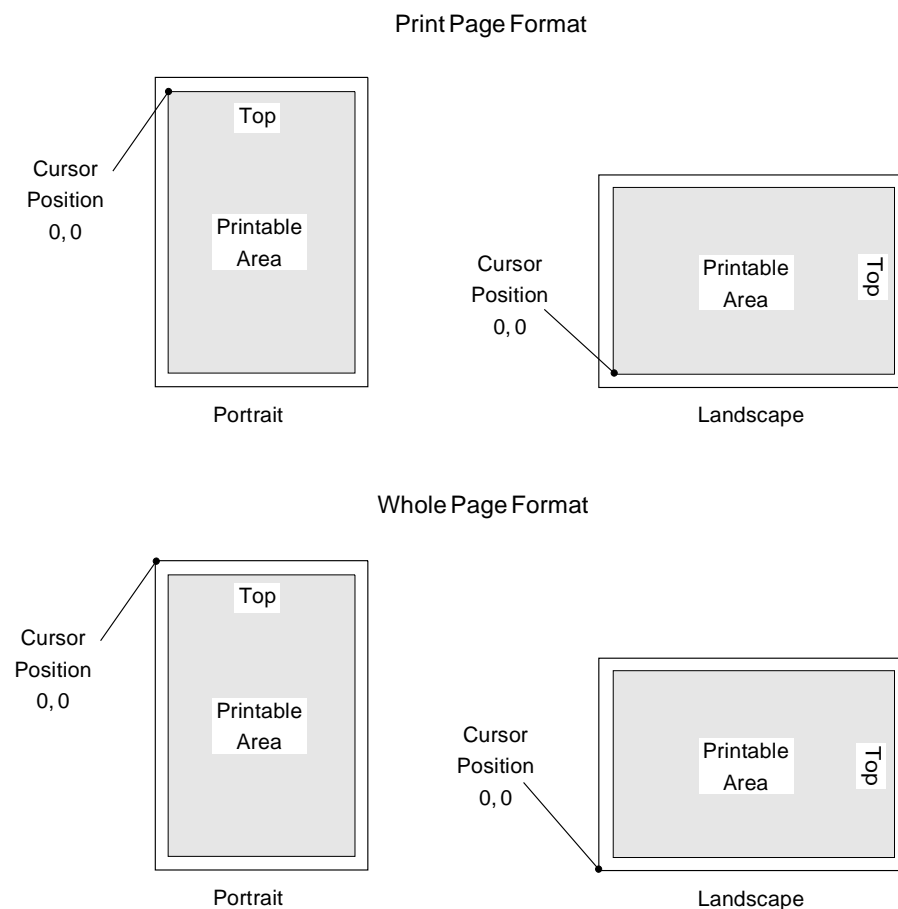 Print Page Format
Top
Cursor
Position
0, 0
Printable
Area
Portrait
Cursor
Position
0, 0
Printable
Area
Top
Landscape
Whole Page Format
Top
Cursor
Position
0, 0
Printable
Area
Portrait
Cursor
Position
0, 0
Printable
Area
Top
Landscape